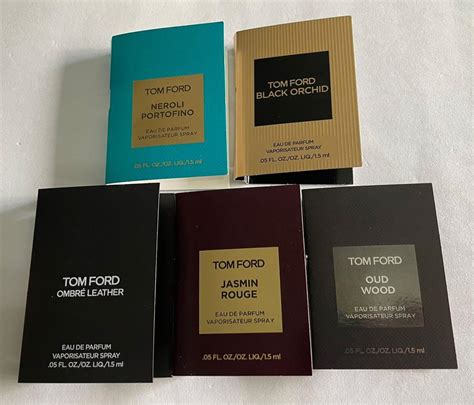 TOM FORD
NEROLI
PORTOFINO
EAU DE PARFUM
VAPORISATEUR SPRAY
.05 FL. OZ./OZ. LIQ./1.5 ml
TOM FORD
BLACK ORCHID
EAU DE PARFUM
VAPORISATEUR SPRAY
.05 FL. OZ./OZ. LIQ./1.5 ml
TOM FORD
OMBRÉ LEATHER
EAU DE PARFUM
VAPORISATEUR SPRAY
.05 FL. OZ./OZ. LIQ./1.5 ml
TOM FORD
JASMIN
ROUGE
EAU DE PARFUM
VAPORISATEUR SPRAY
.05 FL. OZ./OZ. LIQ./1.5 ml
TOM FORD
OUD
WOOD
EAU DE PARFUM
VAPORISATEUR SPRAY
.05 FL. OZ./OZ. LIQ./1.5 ml